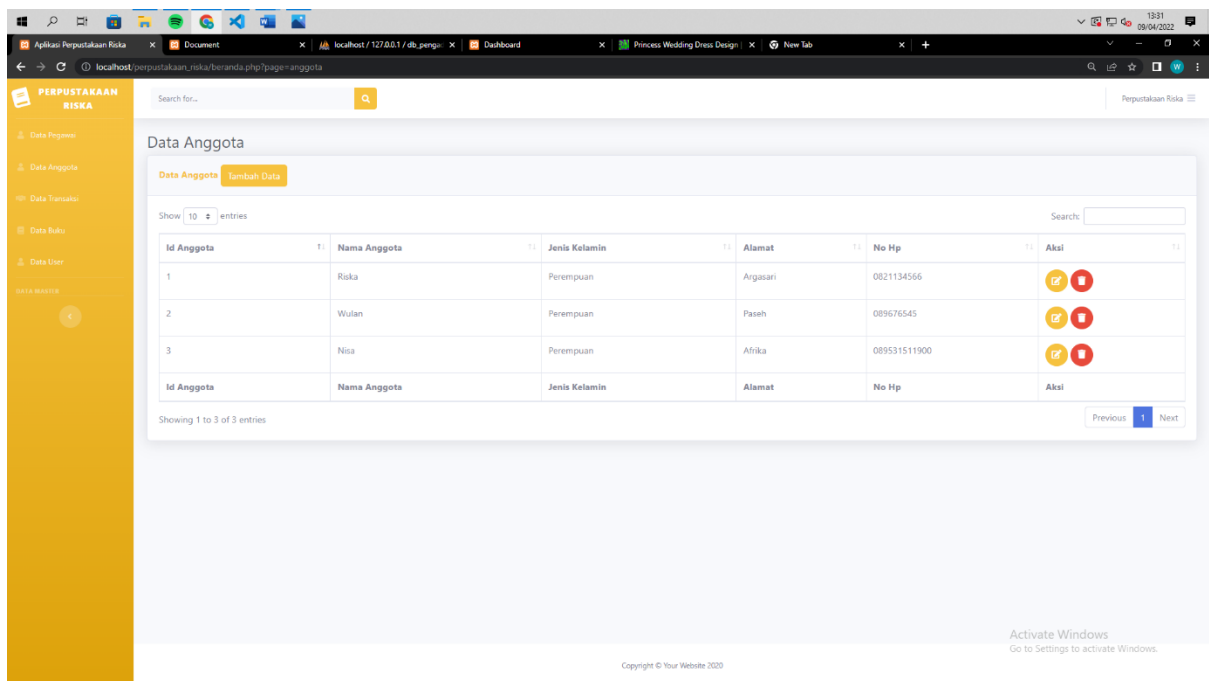 13:31
09/04/2022
Aplikasi Perpustakaan Riska
Document
localhost / 127.0.0.1 / db_pengad
Dashboard
Princess Wedding Dress Design |
New Tab
localhost/perpustakaan_riska/beranda.php?page=anggota
W
PERPUSTAKAAN RISKA
Search for...
Perpustakaan Riska
Data Pegawai
Data Anggota
Data Transaksi
Data Buku
Data User
DATA MASTER
Data Anggota
Data Anggota Tambah Data
Show 10 entries
Search:
Id Anggota Nama Anggota Jenis Kelamin Alamat No Hp Aksi
1 Riska Perempuan Argasari 0821134566
2 Wulan Perempuan Paseh 089676545
3 Nisa Perempuan Afrika 089531511900
Id Anggota Nama Anggota Jenis Kelamin Alamat No Hp Aksi
Showing 1 to 3 of 3 entries
Previous 1 Next
Activate Windows
Go to Settings to activate Windows.
Copyright © Your Website 2020